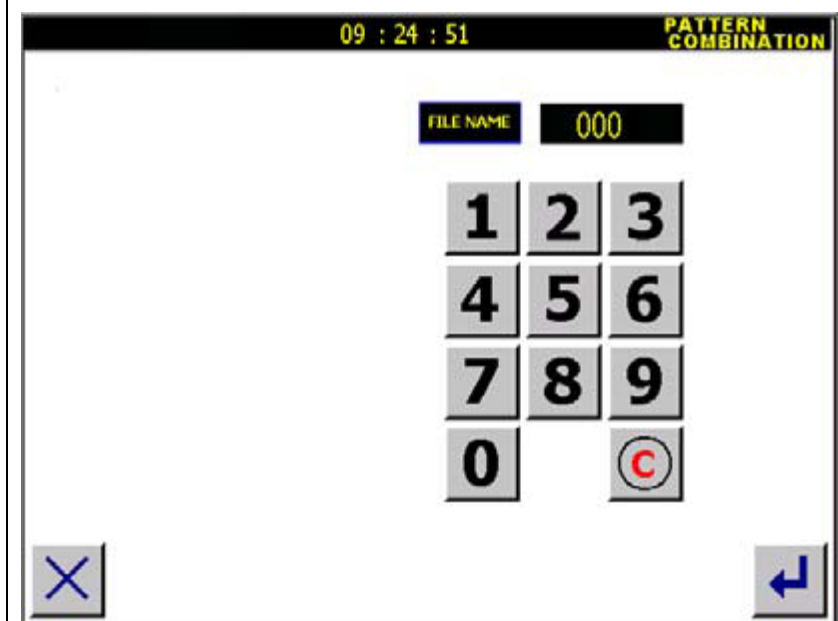 09 : 24 : 51
PATTERN
COMBINATION
FILE NAME 000
1 2 3
4 5 6
7 8 9
0 C